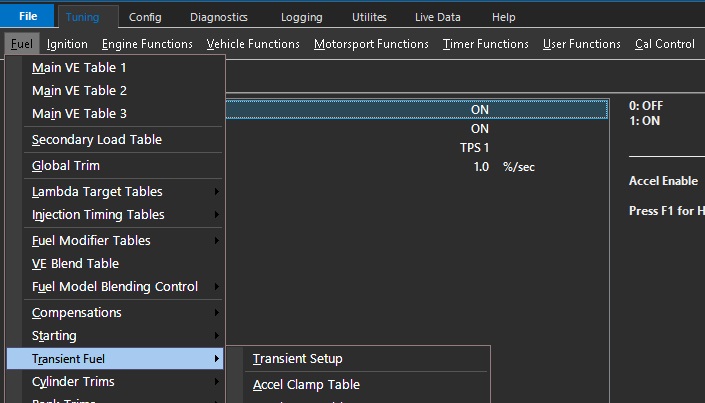 File Tuning Config Diagnostics Logging Utilites Live Data Help
Fuel Ignition Engine Functions Vehicle Functions Motorsport Functions Timer Functions User Functions Cal Control
Main VE Table 1
Main VE Table 2
Main VE Table 3
Secondary Load Table
Global Trim
Lambda Target Tables
Injection Timing Tables
Fuel Modifier Tables
VE Blend Table
Fuel Model Blending Control
Compensations
Starting
Transient Fuel
Cylinder Trims
Transient Setup
Accel Clamp Table
ON
ON
TPS 1
1.0 %/sec
0: OFF
1: ON
Accel Enable
Press F1 for H